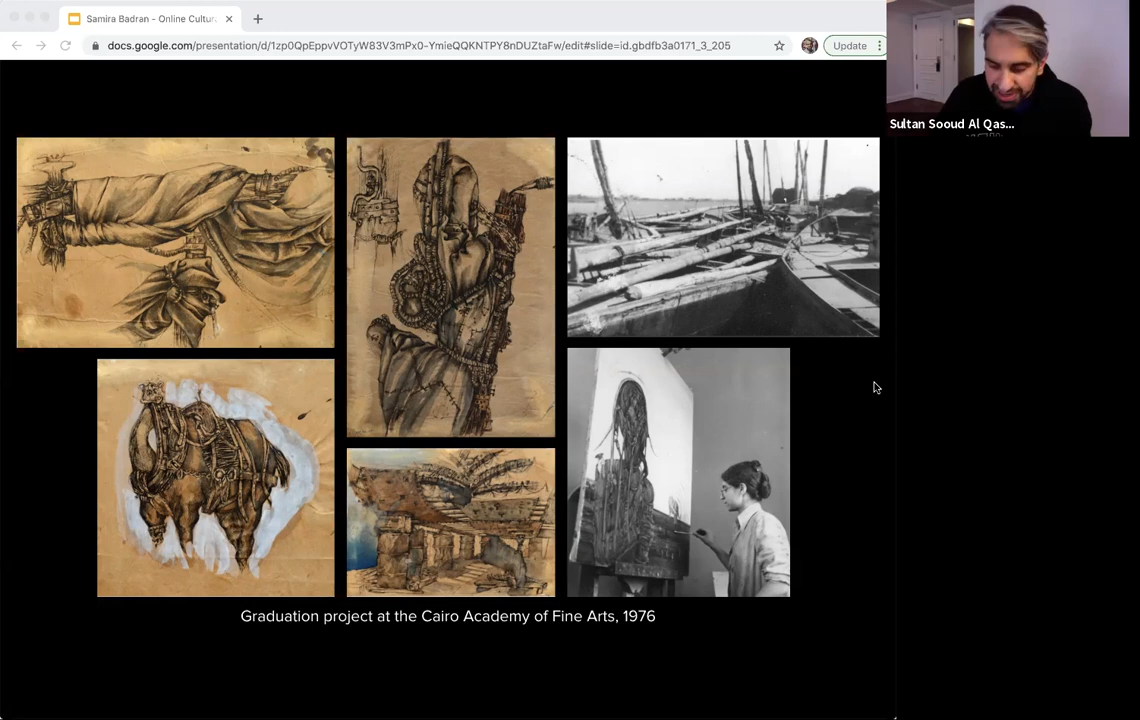 Samira Badran - Online Cultur
docs.google.com/presentation/d/1zp0QpEppvVOTyW83V3mPx0-YmieQQKNTPY8nDUZtaFw/edit#slide=id.gbdfb3a0171_3_205
Update
Sultan Sooud Al Qas...
Graduation project at the Cairo Academy of Fine Arts, 1976